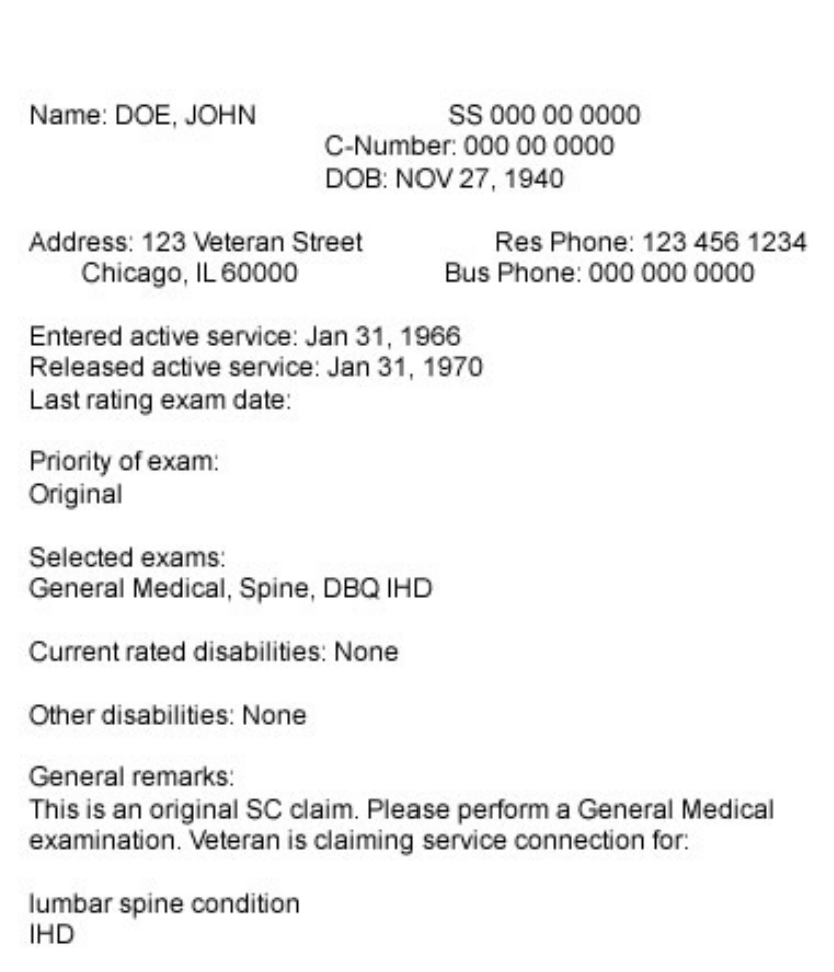 Name: DOE, JOHN SS 000 00 0000
C-Number: 000 00 0000
DOB: NOV 27, 1940
Address: 123 Veteran Street Res Phone: 123 456 1234
Chicago, IL 60000 Bus Phone: 000 000 0000
Entered active service: Jan 31, 1966
Released active service: Jan 31, 1970
Last rating exam date:
Priority of exam:
Original
Selected exams:
General Medical, Spine, DBQ IHD
Current rated disabilities: None
Other disabilities: None
General remarks:
This is an original SC claim. Please perform a General Medical
examination. Veteran is claiming service connection for:
lumbar spine condition
IHD